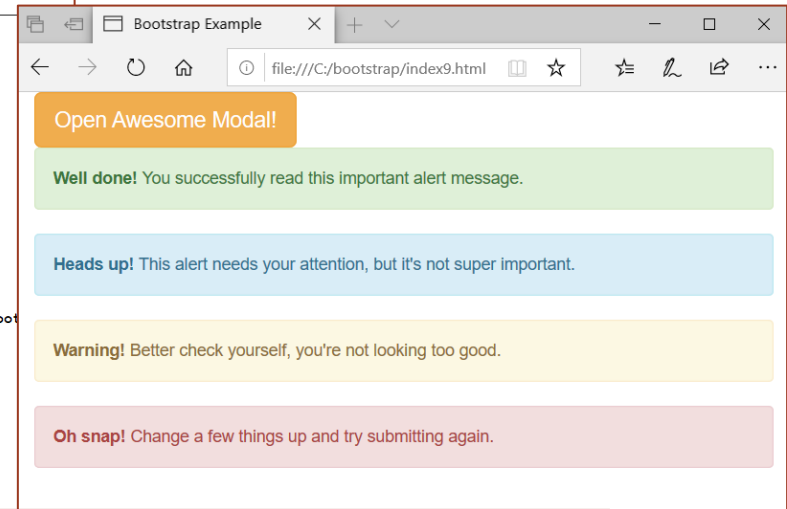 Bootstrap Example
file:///C:/bootstrap/index9.html
Open Awesome Modal!
Well done! You successfully read this important alert message.
Heads up! This alert needs your attention, but it's not super important.
Warning! Better check yourself, you're not looking too good.
Oh snap! Change a few things up and try submitting again.